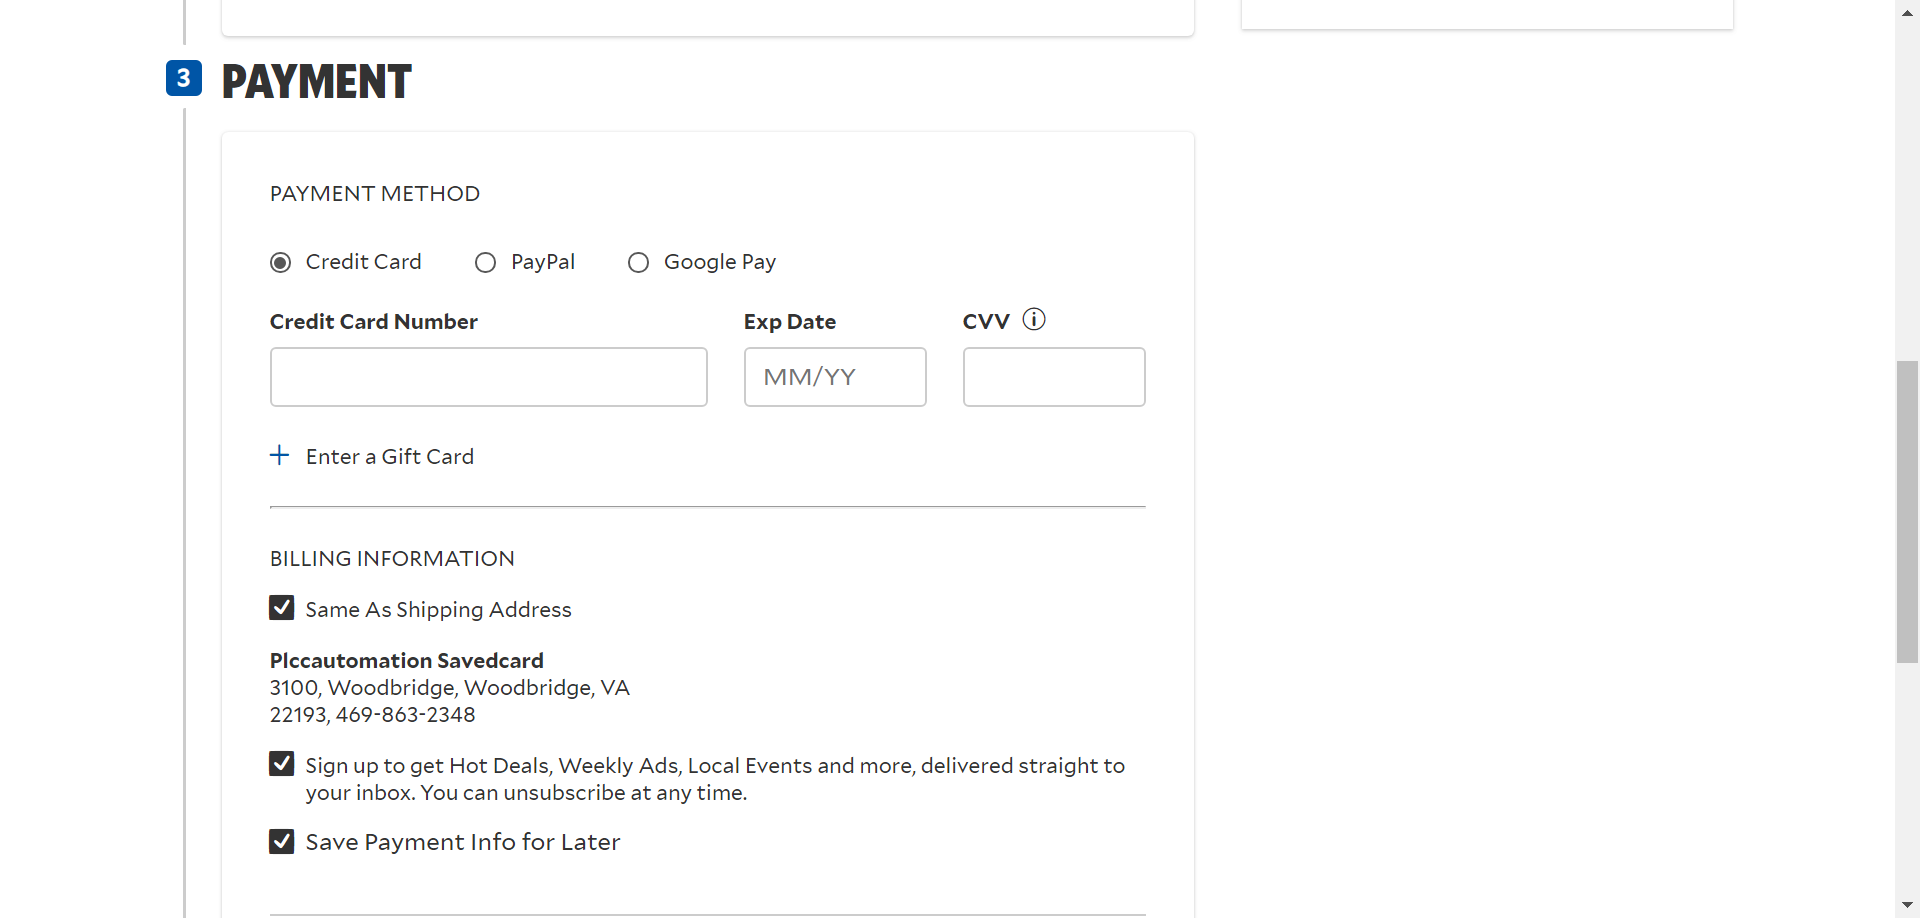 3 PAYMENT
PAYMENT METHOD
Credit Card PayPal Google Pay
Credit Card Number Exp Date CVV
MM/YY
Enter a Gift Card
BILLING INFORMATION
Same As Shipping Address
Plccautomation Savedcard
3100, Woodbridge, Woodbridge, VA
22193, 469-863-2348
Sign up to get Hot Deals, Weekly Ads, Local Events and more, delivered straight to
your inbox. You can unsubscribe at any time.
Save Payment Info for Later